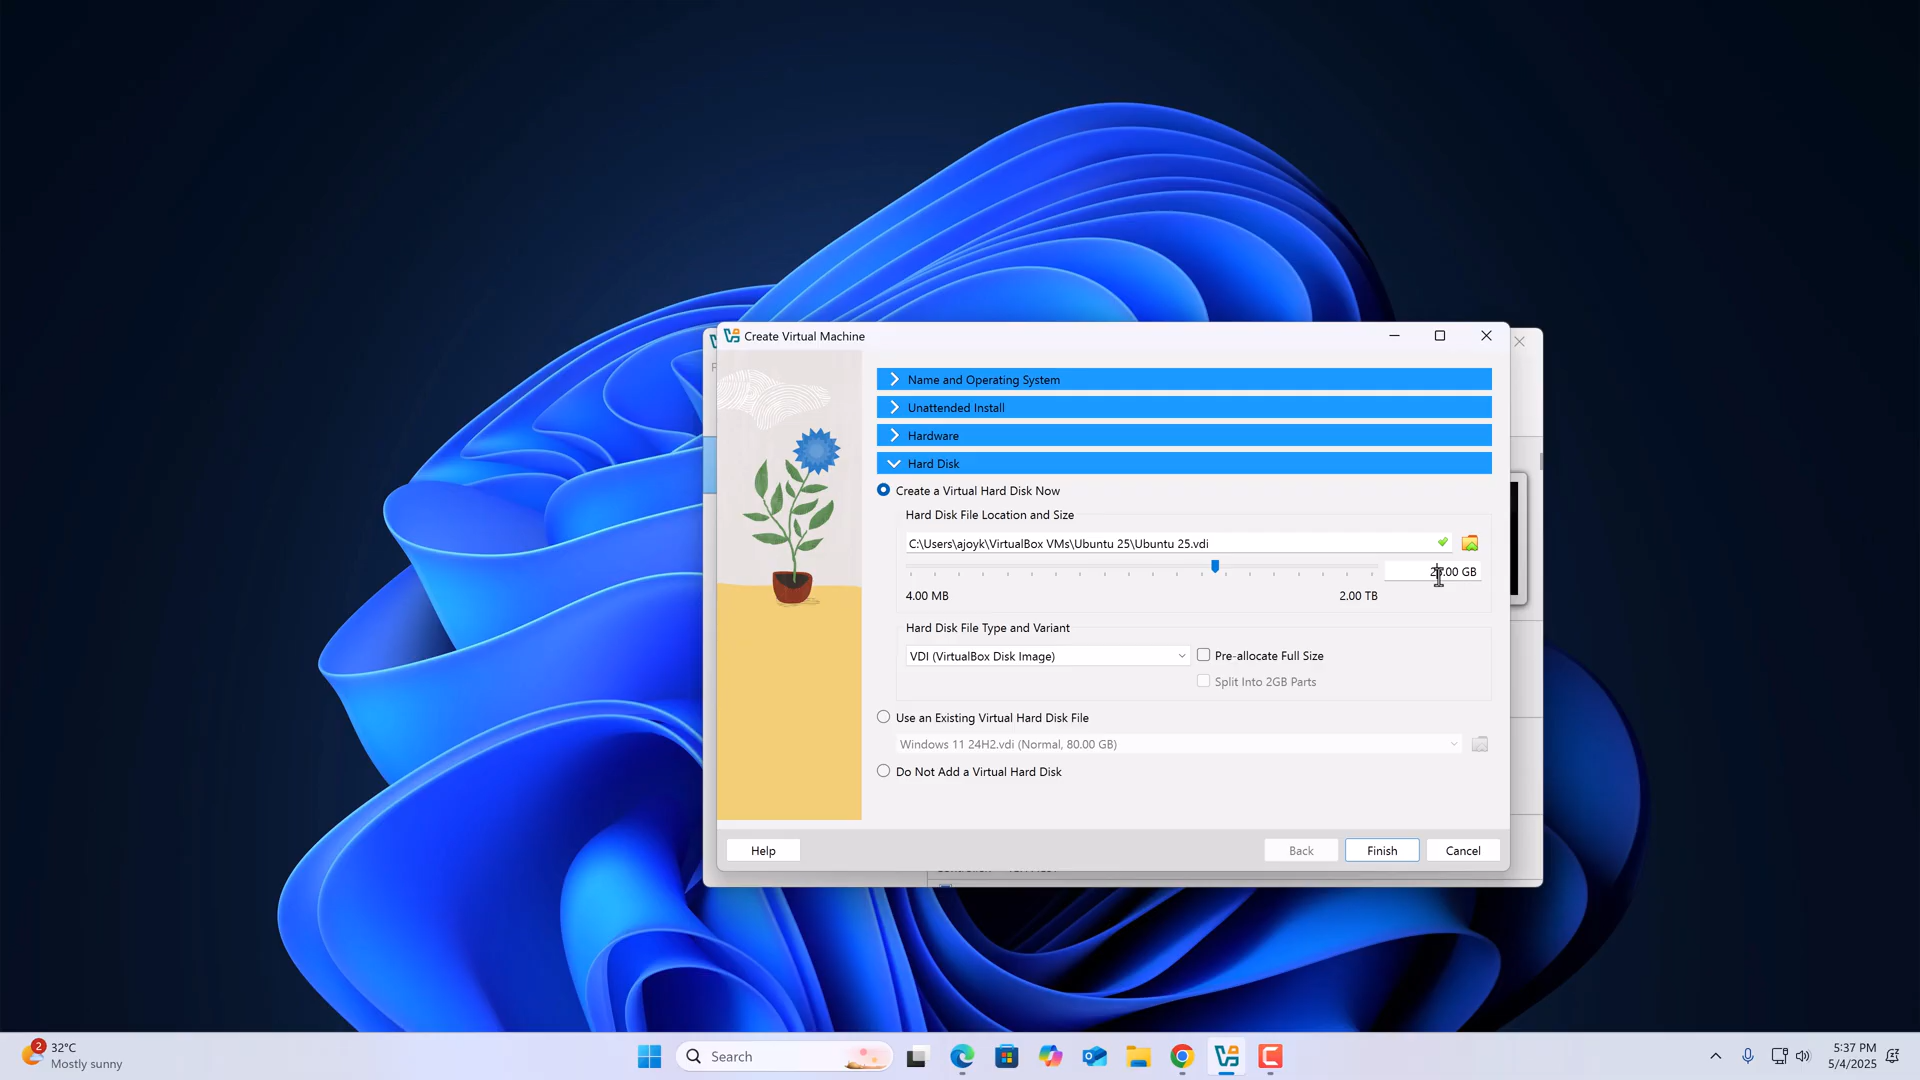 Create Virtual Machine
Name and Operating System
Unattended Install
Hardware
Hard Disk
Create a Virtual Hard Disk Now
Hard Disk File Location and Size
C:\Users\ajoyk\VirtualBox VMs\Ubuntu 25\Ubuntu 25.vdi
GB
4.00 MB
2.00 TB
Hard Disk File Type and Variant
VDI (VirtualBox Disk Image)
Pre-allocate Full Size
Split Into 2GB Parts
Use an Existing Virtual Hard Disk File
Windows 11 24H2.vdi (Normal, 80.00 GB)
Do Not Add a Virtual Hard Disk
Help
Back
Finish
Cancel
2
32°C
Mostly sunny
Search
5:37 PM
5/4/2025